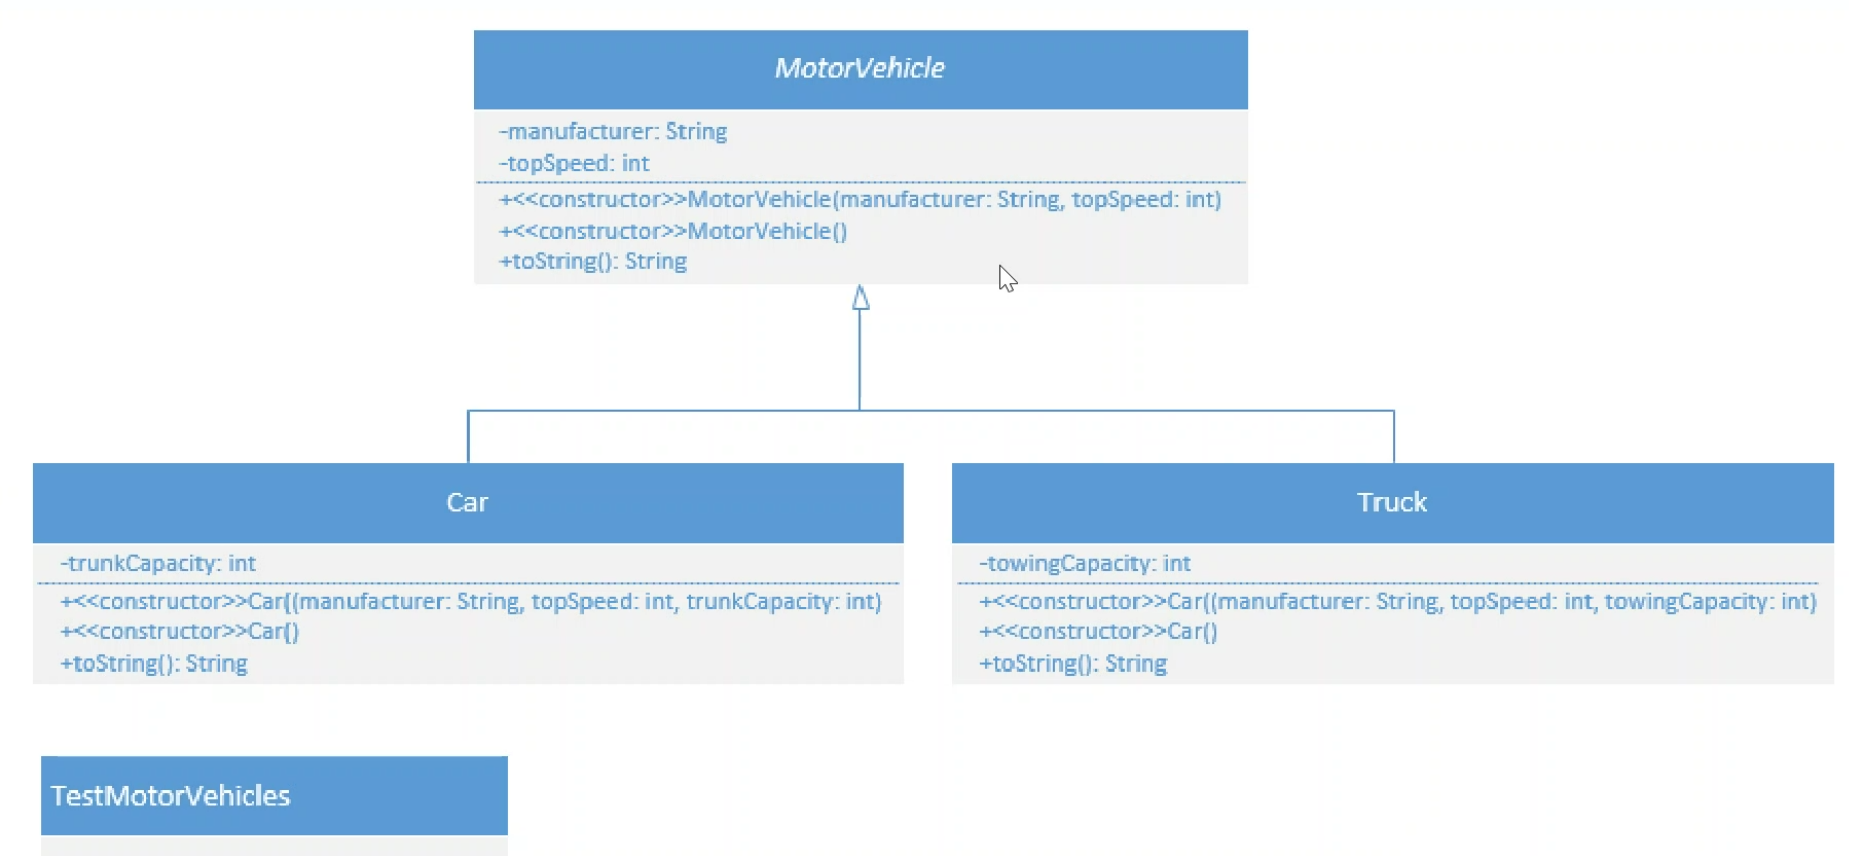 MotorVehicle
-manufacturer: String
-topSpeed: int
+<<constructor>>MotorVehicle(manufacturer: String, topSpeed: int)
+<<constructor>>MotorVehicle()
+toString(): String
Car
-trunkCapacity: int
+<<constructor>>Car((manufacturer: String, topSpeed: int, trunkCapacity: int)
+<<constructor>>Car()
+toString(): String
Truck
-towingCapacity: int
+<<constructor>>Car((manufacturer: String, topSpeed: int, towingCapacity: int)
+<<constructor>>Car()
+toString(): String
TestMotorVehicles